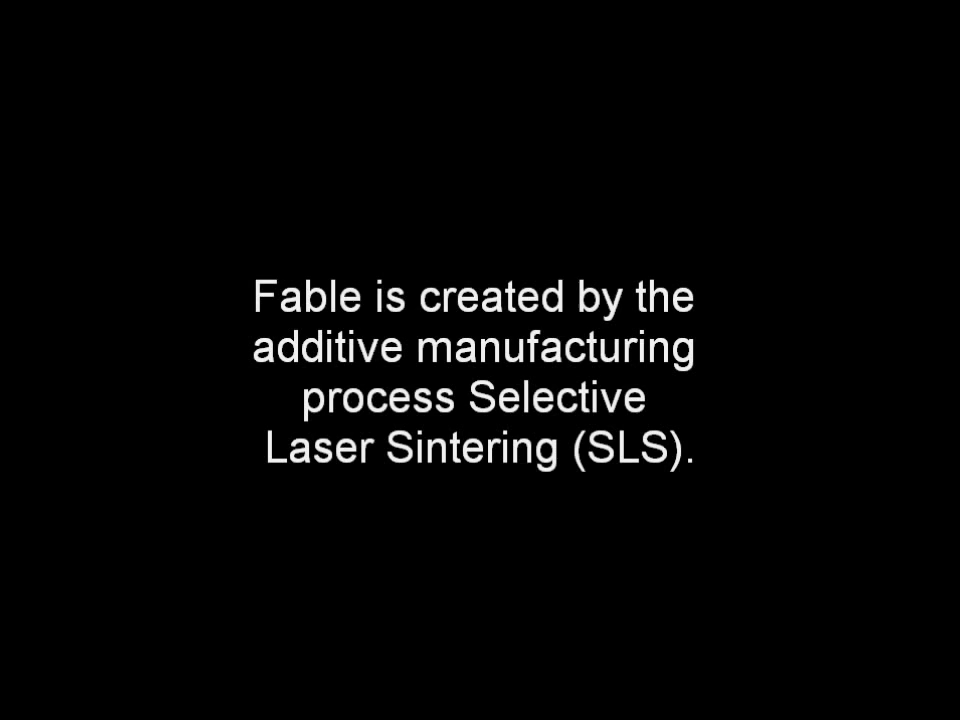 Fable is created by the
additive manufacturing
process Selective
Laser Sintering (SLS).